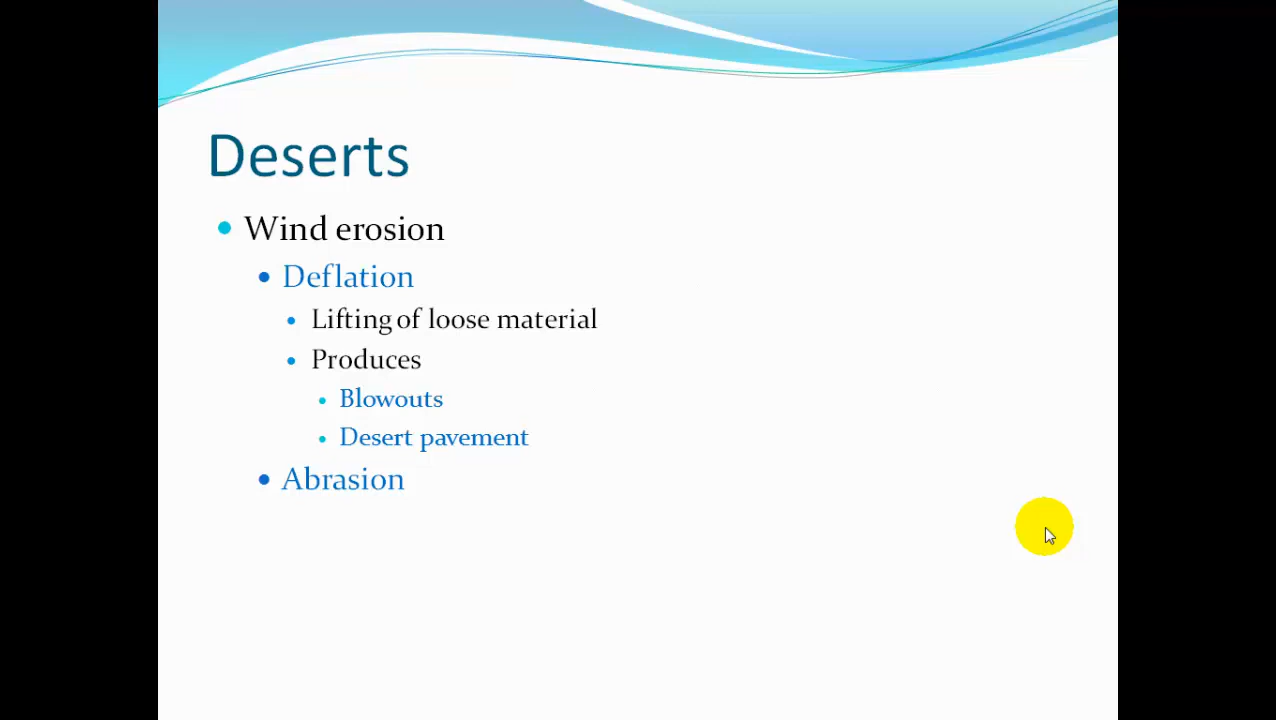 Deserts
Wind erosion
Deflation
Lifting of loose material
Produces
Blowouts
Desert pavement
Abrasion